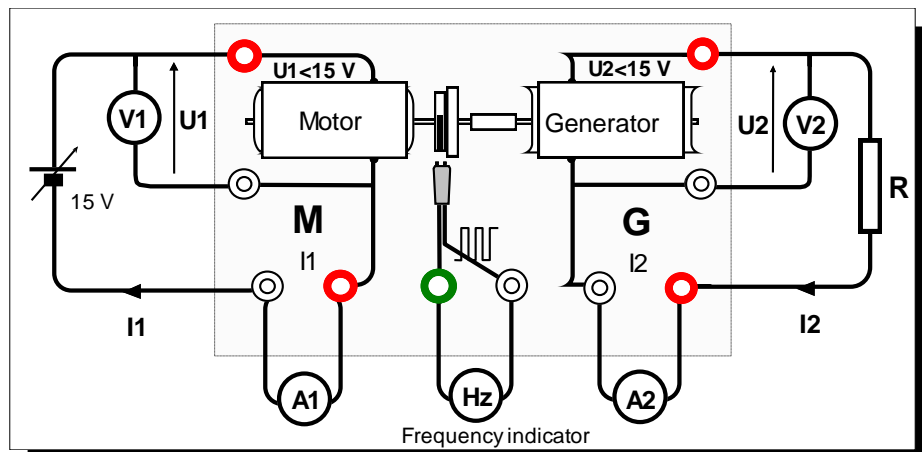 U1<15 V
U2<15 V
V1
U1
Motor
Generator
U2
V2
15 V
R
M
G
I1
I2
I1
I2
A1
Hz
A2
Frequency indicator